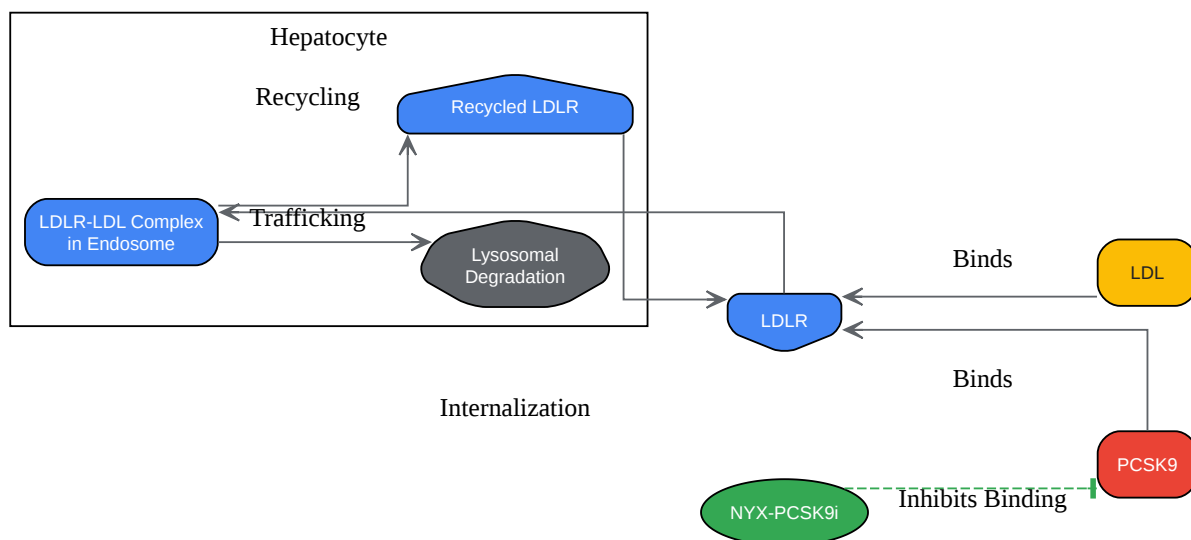 Hepatocyte
Recycling
Recycled LDLR
LDLR-LDL Complex
in Endosome
Trafficking
Lysosomal
Degradation
Binds
LDL
LDLR
Binds
Internalization
PCSK9
Inhibits Binding
NYX-PCSK9i